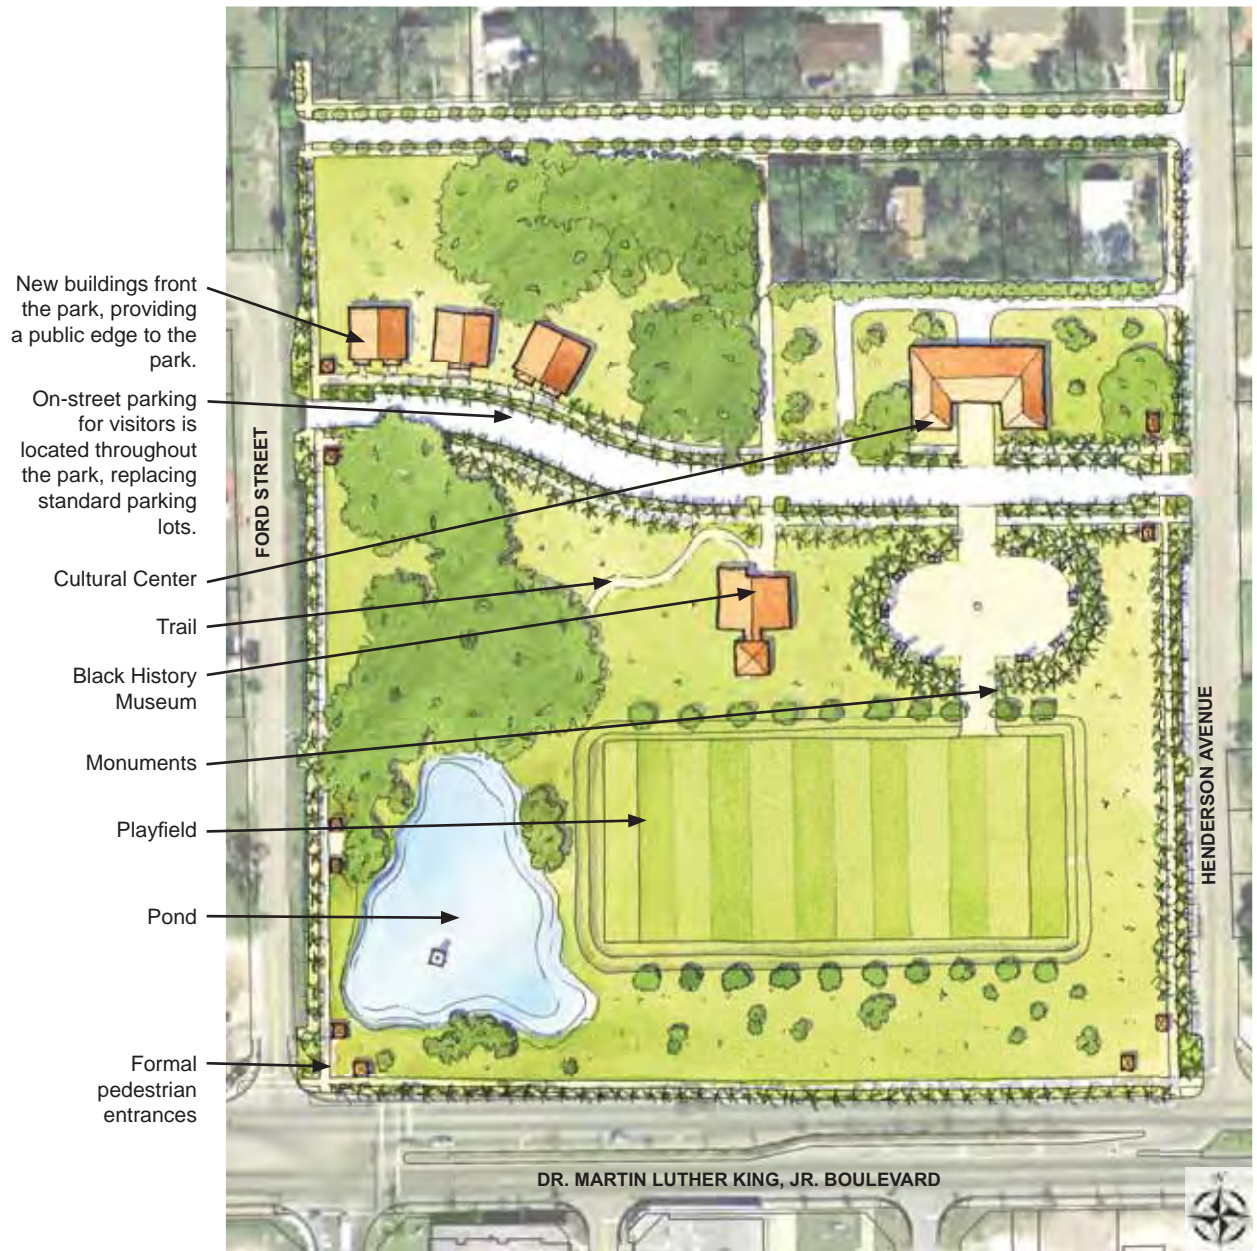 New buildings front
the park, providing
a public edge to the
park.
On-street parking
for visitors is
located throughout
the park, replacing
standard parking
lots.
Cultural Center
Trail
Black History
Museum
Monuments
Playfield
Pond
Formal
pedestrian
entrances
FORD STREET
HENDERSON AVENUE
DR. MARTIN LUTHER KING, JR. BOULEVARD
N